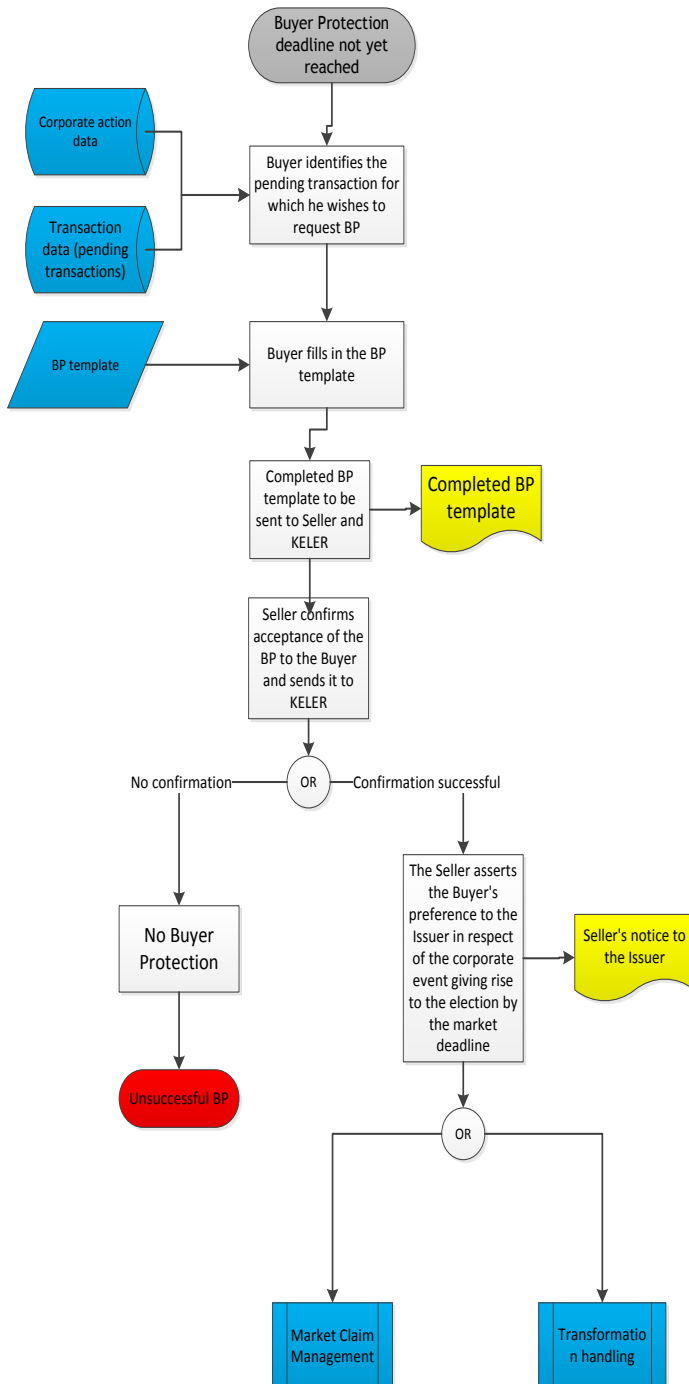 Buyer Protection
deadline not yet
reached
Corporate action
data
Buyer identifies the
pending transaction for
which he wishes to
request BP
Transaction
data (pending
transactions)
BP template
Buyer fills in the BP
template
Completed BP
template to be
sent to Seller and
KELER
Completed BP
template
Seller confirms
acceptance of the
BP to the Buyer
and sends it to
KELER
No confirmation
OR
Confirmation successful
The Seller asserts
the Buyer's
preference to the
Issuer in respect
of the corporate
event giving rise
to the election by
the market
deadline
No Buyer
Protection
Seller's notice to
the Issuer
Unsuccessful BP
OR
Market Claim
Management
Transformatio
n handling